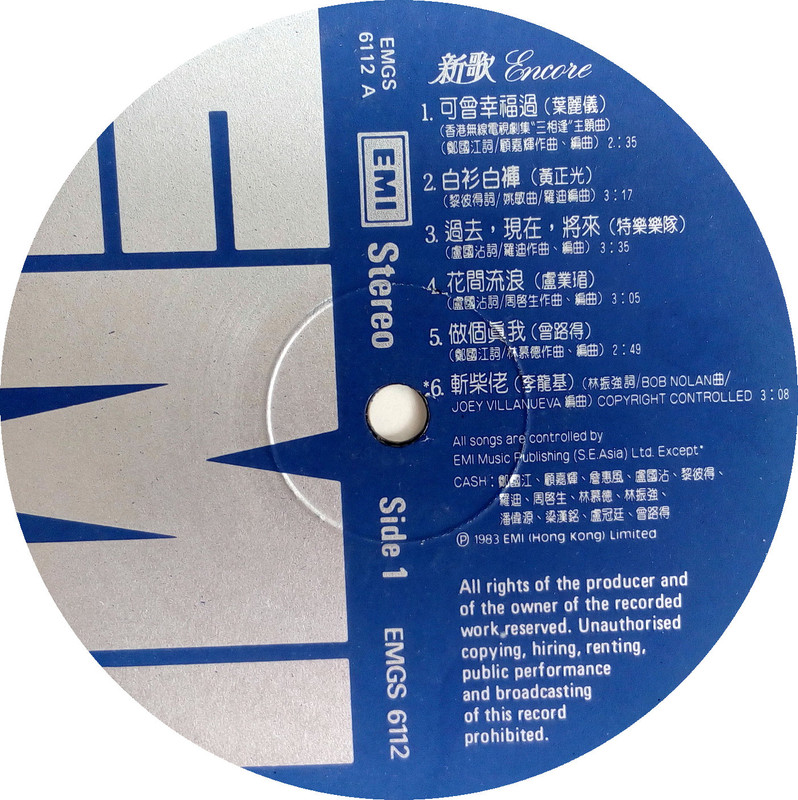 EMGS
6112 A
EMI
Stereo
Side 1
EMGS 6112
新歌 Encore
1. 可曾幸福過 (葉麗儀)
(香港無線電視劇集"三相逢"主題曲)
(鄭國江詞/顧嘉輝作曲、編曲) 2:35
2. 白衫白褲 (黃正光)
(黎彼得詞/姚敏曲/羅迪編曲) 3:17
3. 過去，現在，將來 (特樂樂隊)
(盧國沾詞/羅迪作曲、編曲) 3:35
4. 花間流浪 (盧業瑂)
(盧國沾詞/周啓生作曲、編曲) 3:05
5. 做個眞我 (曾路得)
(鄭國江詞/林慕德作曲、編曲) 2:49
*6. 斬柴佬 (李龍基) (林振強詞/BOB NOLAN曲/
JOEY VILLANUEVA 編曲) COPYRIGHT CONTROLLED 3:08
All songs are controlled by
EMI Music Publishing (S.E.Asia) Ltd. Except*
CASH：鄭國江、顧嘉輝、詹惠風、盧國沾、黎彼得、
羅迪、周啓生、林慕德、林振強、
潘偉源、梁漢銘、盧冠廷、曾路得
Ⓟ 1983 EMI (Hong Kong) Limited
All rights of the producer and
of the owner of the recorded
work reserved. Unauthorised
copying, hiring, renting,
public performance
and broadcasting
of this record
prohibited.